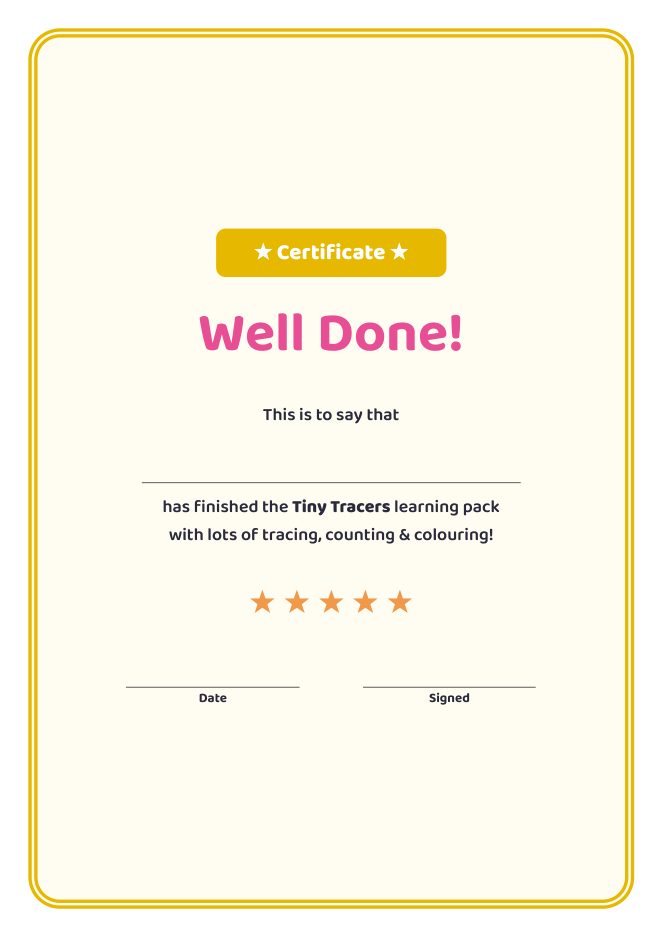 ★ Certificate ★
Well Done!
This is to say that
has finished the Tiny Tracers learning pack
with lots of tracing, counting & colouring!
★ ★ ★ ★ ★
Date Signed